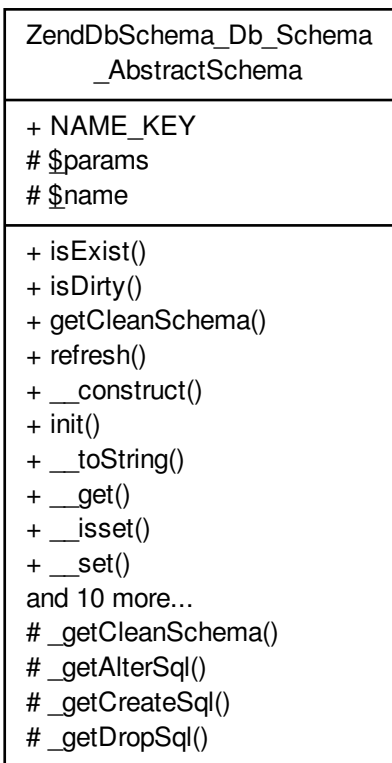 ZendDbSchema_Db_Schema
_AbstractSchema
+ NAME_KEY
# $params
# $name
+ isExist()
+ isDirty()
+ getCleanSchema()
+ refresh()
+ __construct()
+ init()
+ __toString()
+ __get()
+ __isset()
+ __set()
and 10 more...
# _getCleanSchema()
# _getAlterSql()
# _getCreateSql()
# _getDropSql()